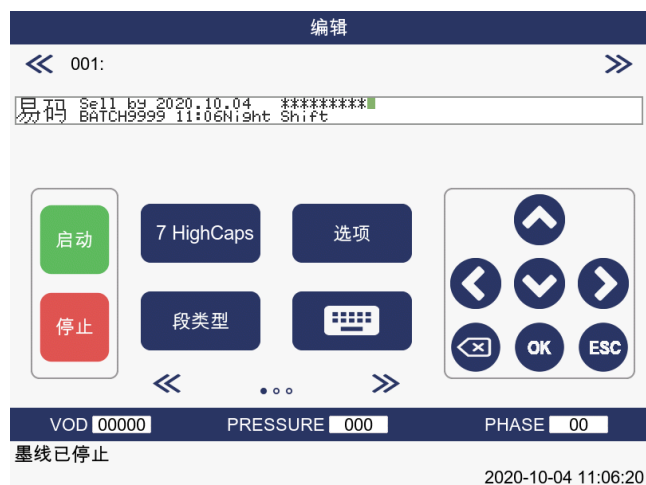 编辑
001:
易码 Sell by 2020.10.04 *********
BATCH9999 11:06Night Shift
启动
7 HighCaps
选项
停止
段类型
OK
ESC
VOD 00000
PRESSURE 000
PHASE 00
墨线已停止
2020-10-04 11:06:20